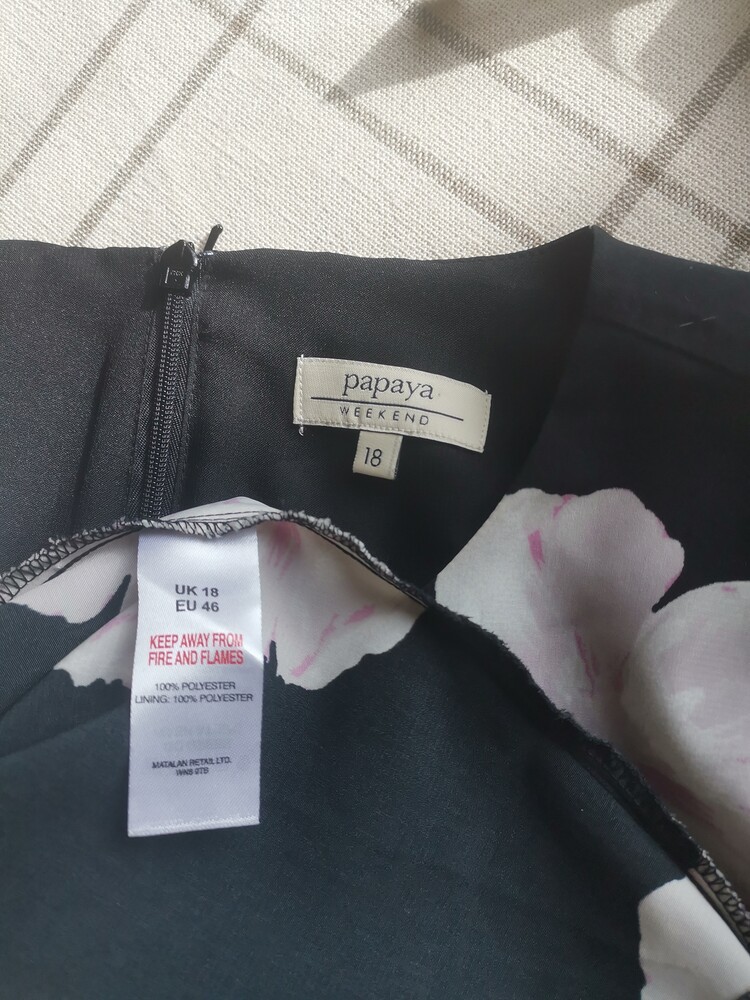 papaya
WEEKEND
18
UK 18
EU 46
KEEP AWAY FROM
FIRE AND FLAMES
100% POLYESTER
LINING: 100% POLYESTER
MATALAN RETAIL LTD.